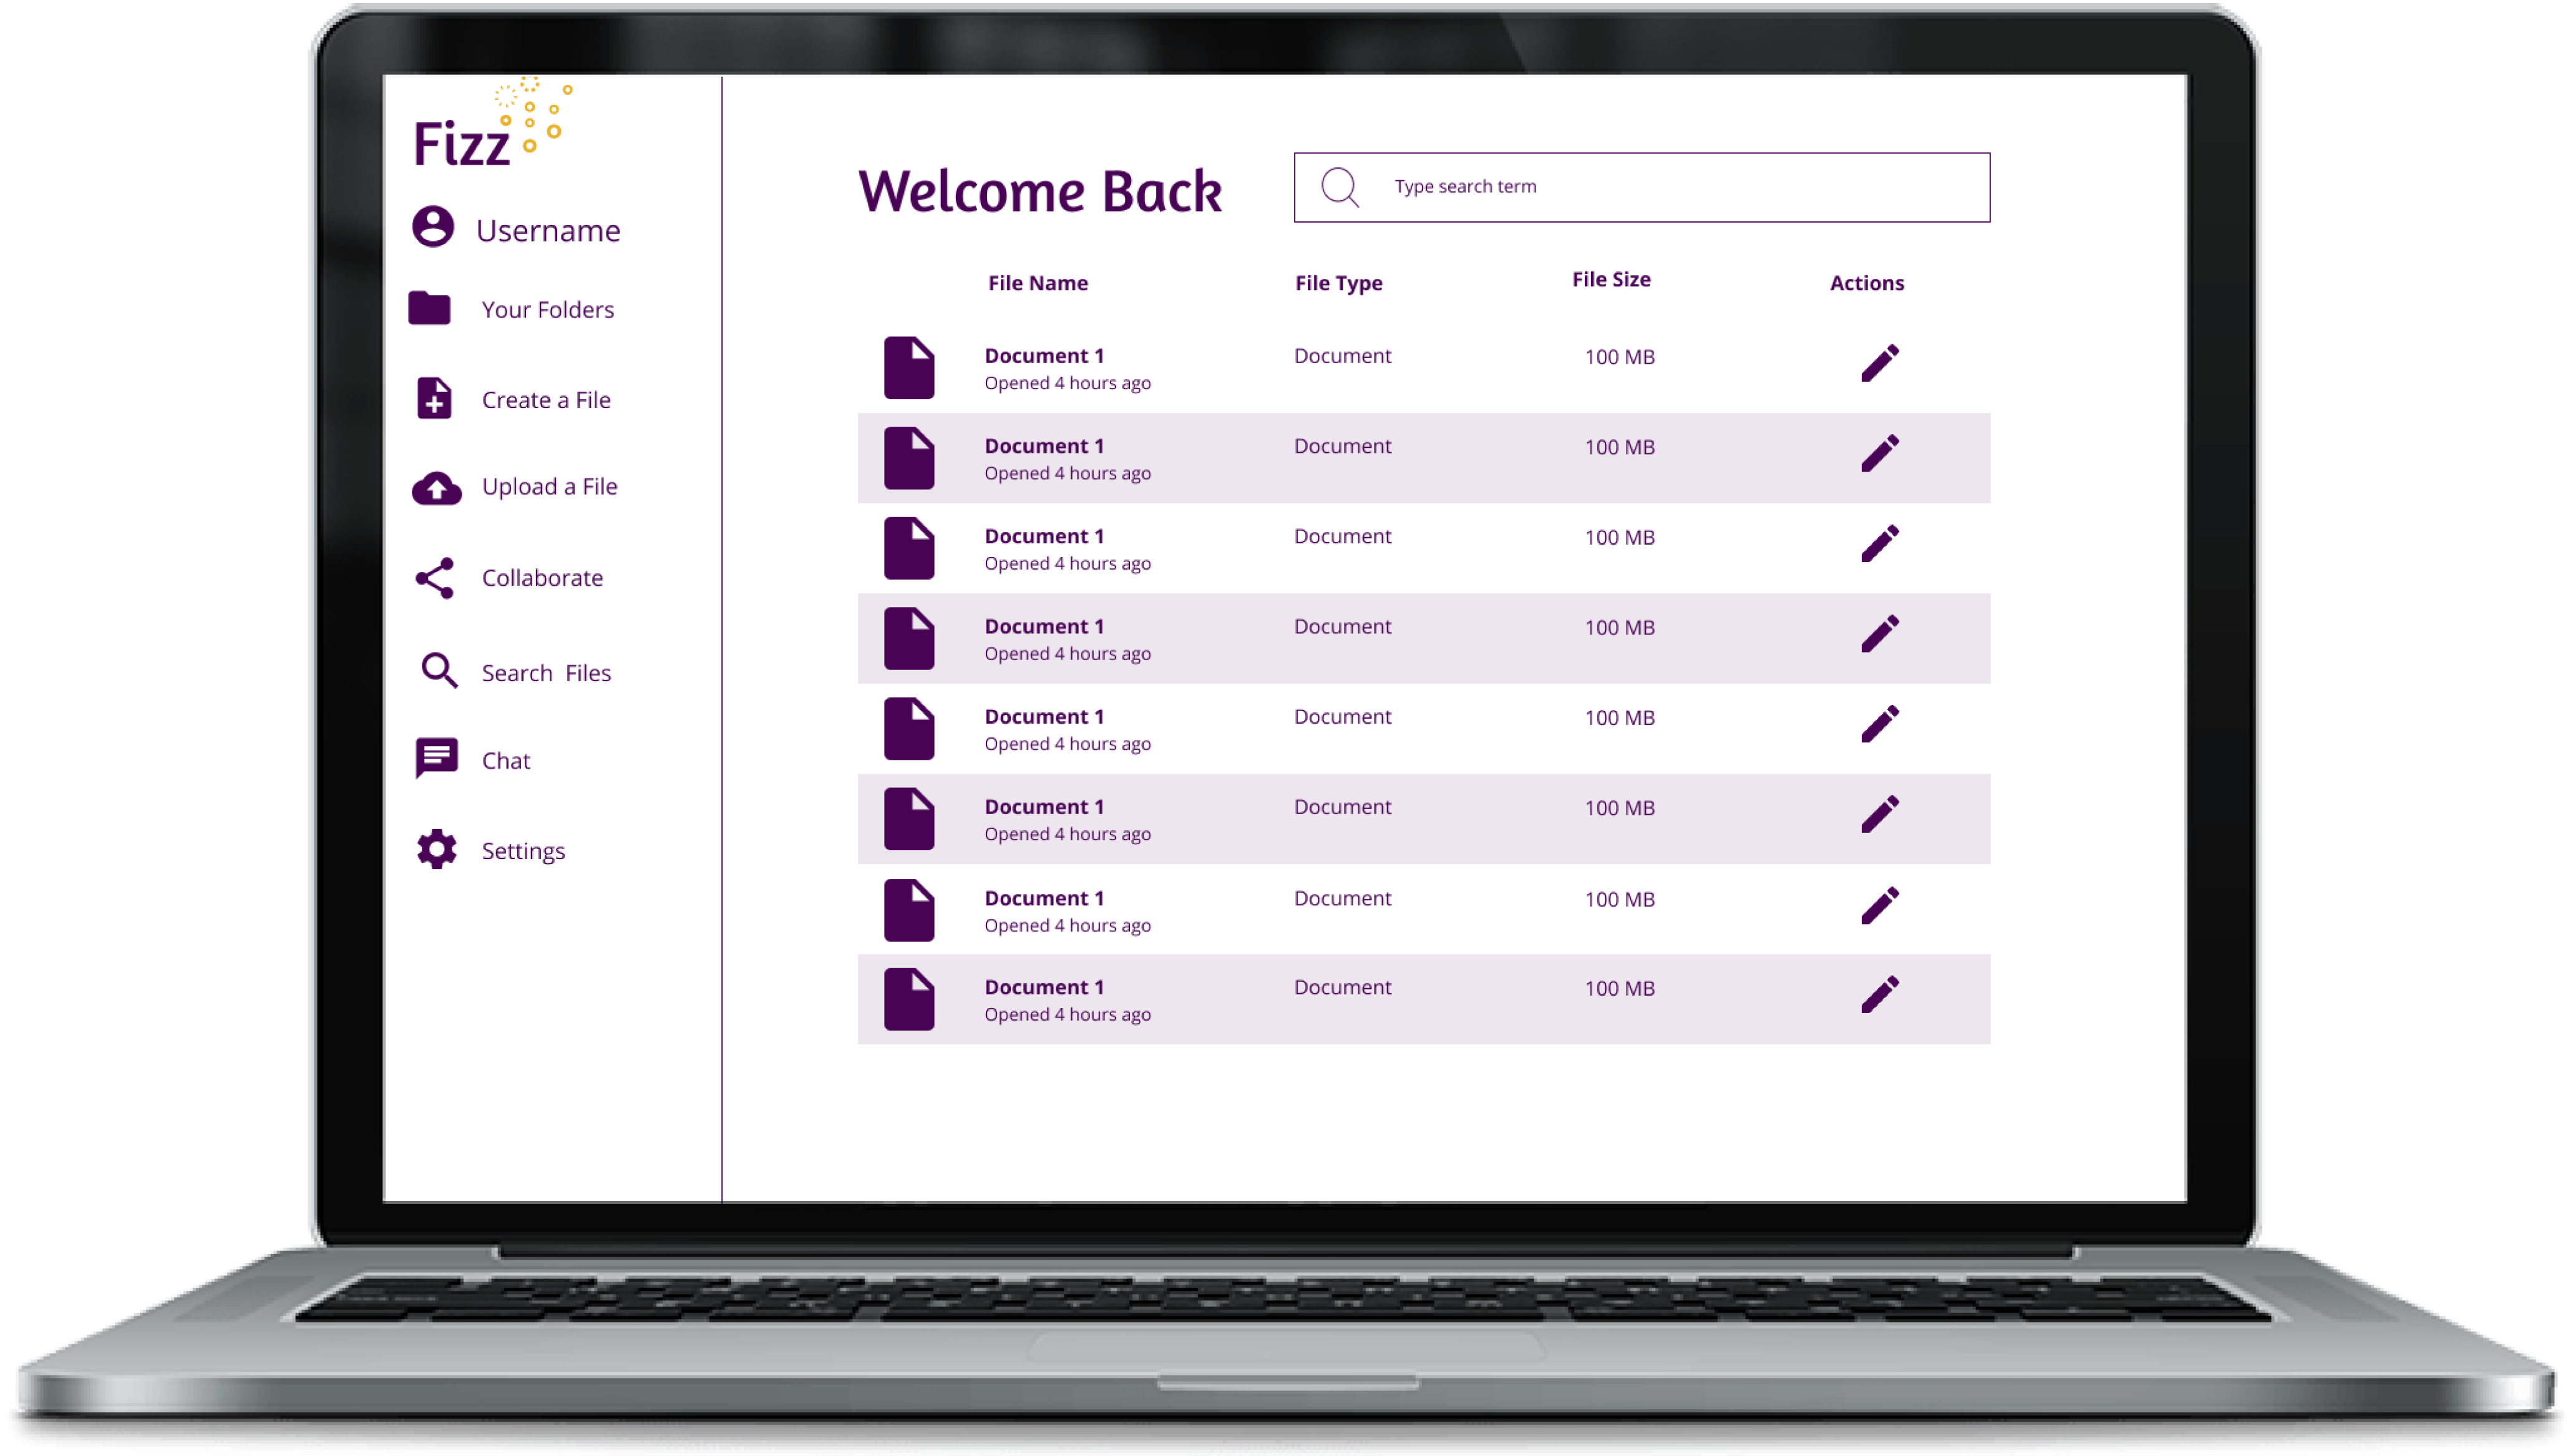 Fizz
Username
Your Folders
Create a File
Upload a File
Collaborate
Search Files
Chat
Settings
Welcome Back
Type search term
File Name File Type File Size Actions
Document 1 Document 100 MB
Opened 4 hours ago
Document 1 Document 100 MB
Opened 4 hours ago
Document 1 Document 100 MB
Opened 4 hours ago
Document 1 Document 100 MB
Opened 4 hours ago
Document 1 Document 100 MB
Opened 4 hours ago
Document 1 Document 100 MB
Opened 4 hours ago
Document 1 Document 100 MB
Opened 4 hours ago
Document 1 Document 100 MB
Opened 4 hours ago